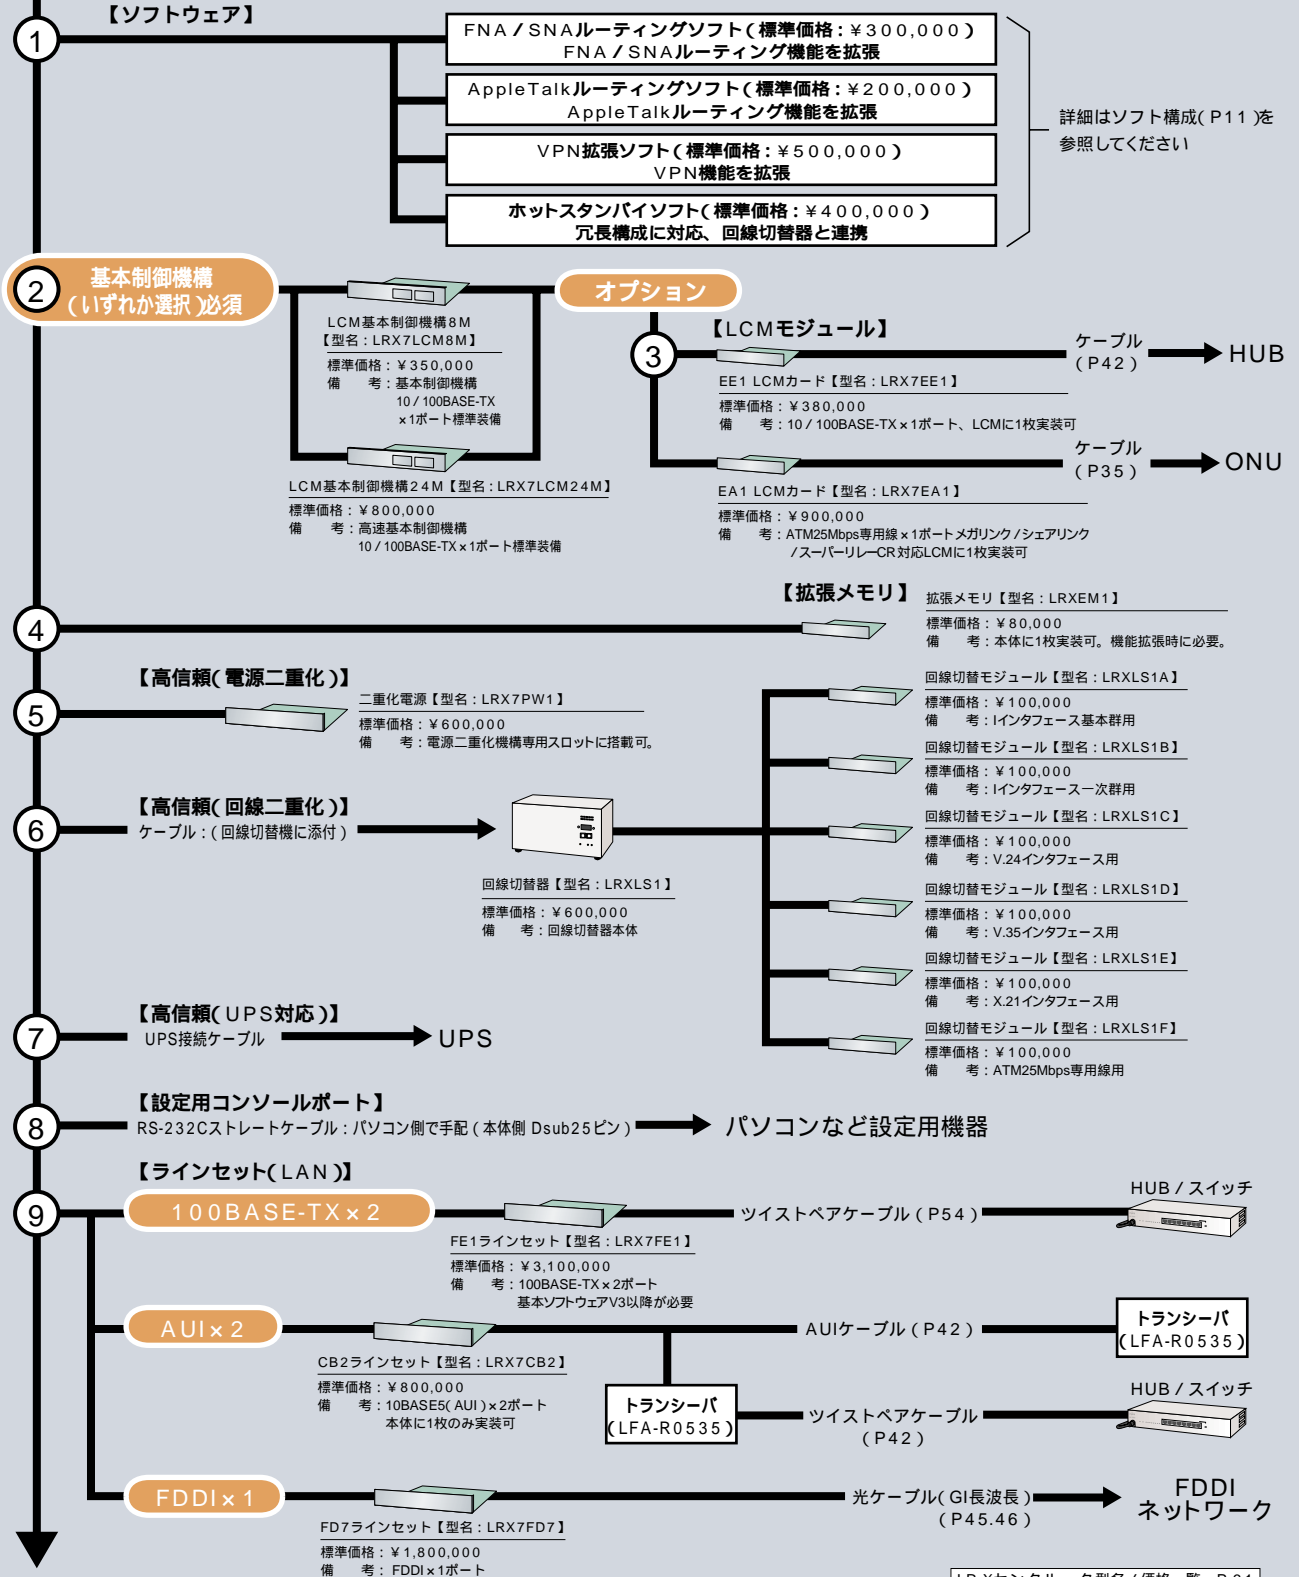 【ソフトウェア】
1
FNA/SNAルーティングソフト(標準価格:¥300,000)
FNA/SNAルーティング機能を拡張
AppleTalkルーティングソフト(標準価格:¥200,000)
AppleTalkルーティング機能を拡張
VPN拡張ソフト(標準価格:¥500,000)
VPN機能を拡張
ホットスタンバイソフト(標準価格:¥400,000)
冗長構成に対応、回線切替器と連携
詳細はソフト構成(P11)を
参照してください
2
基本制御機構
(いずれか選択)必須
LCM基本制御機構8M
【型名:LRX7LCM8M】
標準価格:¥350,000
備 考:基本制御機構
10/100BASE-TX
×1ポート標準装備
LCM基本制御機構24M【型名:LRX7LCM24M】
標準価格:¥800,000
備 考:高速基本制御機構
10/100BASE-TX×1ポート標準装備
オプション
3
【LCMモジュール】
EE1 LCMカード【型名:LRX7EE1】
標準価格:¥380,000
備 考:10/100BASE-TX×1ポート、LCMに1枚実装可
ケーブル
(P42)
HUB
EA1 LCMカード【型名:LRX7EA1】
標準価格:¥900,000
備 考:ATM25Mbps専用線×1ポートメガリンク/シェアリンク
/スーパーリレーCR対応LCMに1枚実装可
ケーブル
(P35)
ONU
4
【拡張メモリ】
拡張メモリ【型名:LRXEM1】
標準価格:¥80,000
備 考:本体に1枚実装可。機能拡張時に必要。
5
【高信頼(電源二重化)】
二重化電源【型名:LRX7PW1】
標準価格:¥600,000
備 考:電源二重化機構専用スロットに搭載可。
6
【高信頼(回線二重化)】
ケーブル:(回線切替機に添付)
回線切替器【型名:LRXLS1】
標準価格:¥600,000
備 考:回線切替器本体
回線切替モジュール【型名:LRXLS1A】
標準価格:¥100,000
備 考:Iインタフェース基本群用
回線切替モジュール【型名:LRXLS1B】
標準価格:¥100,000
備 考:Iインタフェース一次群用
回線切替モジュール【型名:LRXLS1C】
標準価格:¥100,000
備 考:V.24インタフェース用
回線切替モジュール【型名:LRXLS1D】
標準価格:¥100,000
備 考:V.35インタフェース用
回線切替モジュール【型名:LRXLS1E】
標準価格:¥100,000
備 考:X.21インタフェース用
回線切替モジュール【型名:LRXLS1F】
標準価格:¥100,000
備 考:ATM25Mbps専用線用
7
【高信頼(UPS対応)】
UPS接続ケーブル
UPS
8
【設定用コンソールポート】
RS-232Cストレートケーブル:パソコン側で手配(本体側 Dsub25ピン)
パソコンなど設定用機器
9
【ラインセット(LAN)】
100BASE-TX×2
FE1ラインセット【型名:LRX7FE1】
標準価格:¥3,100,000
備 考:100BASE-TX×2ポート
基本ソフトウェアV3以降が必要
ツイストペアケーブル(P54)
HUB/スイッチ
AUI×2
CB2ラインセット【型名:LRX7CB2】
標準価格:¥800,000
備 考:10BASE5(AUI)×2ポート
本体に1枚のみ実装可
AUIケーブル(P42)
トランシーバ
(LFA-R0535)
トランシーバ
(LFA-R0535)
ツイストペアケーブル
(P42)
HUB/スイッチ
FDDI×1
FD7ラインセット【型名:LRX7FD7】
標準価格:¥1,800,000
備 考:FDDI×1ポート
光ケーブル(GI長波長)
(P45.46)
FDDI
ネットワーク